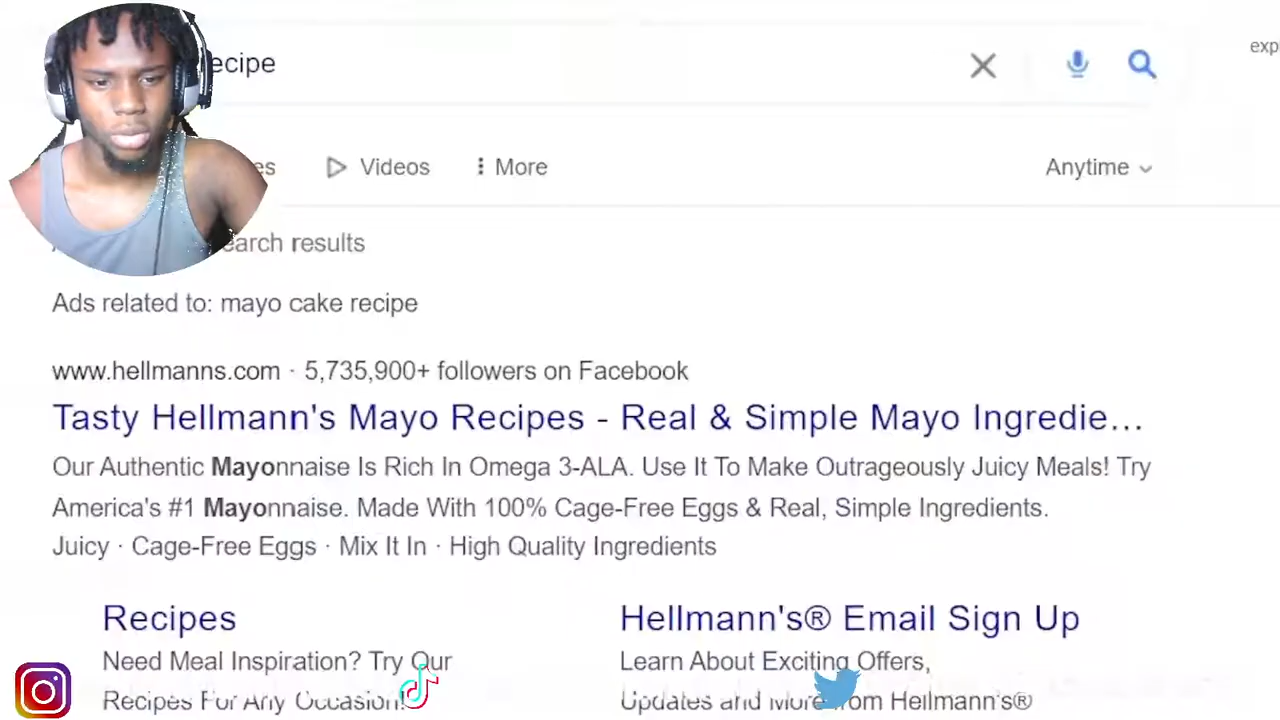 ecipe
exp
es
Videos
More
Anytime
earch results
Ads related to: mayo cake recipe
www.hellmanns.com · 5,735,900+ followers on Facebook
Tasty Hellmann's Mayo Recipes - Real & Simple Mayo Ingredie...
Our Authentic Mayonnaise Is Rich In Omega 3-ALA. Use It To Make Outrageously Juicy Meals! Try
America's #1 Mayonnaise. Made With 100% Cage-Free Eggs & Real, Simple Ingredients.
Juicy · Cage-Free Eggs · Mix It In · High Quality Ingredients
Recipes
Need Meal Inspiration? Try Our
Recipes For Any Occasion!
Hellmann's® Email Sign Up
Learn About Exciting Offers,
Updates and More from Hellmann's®